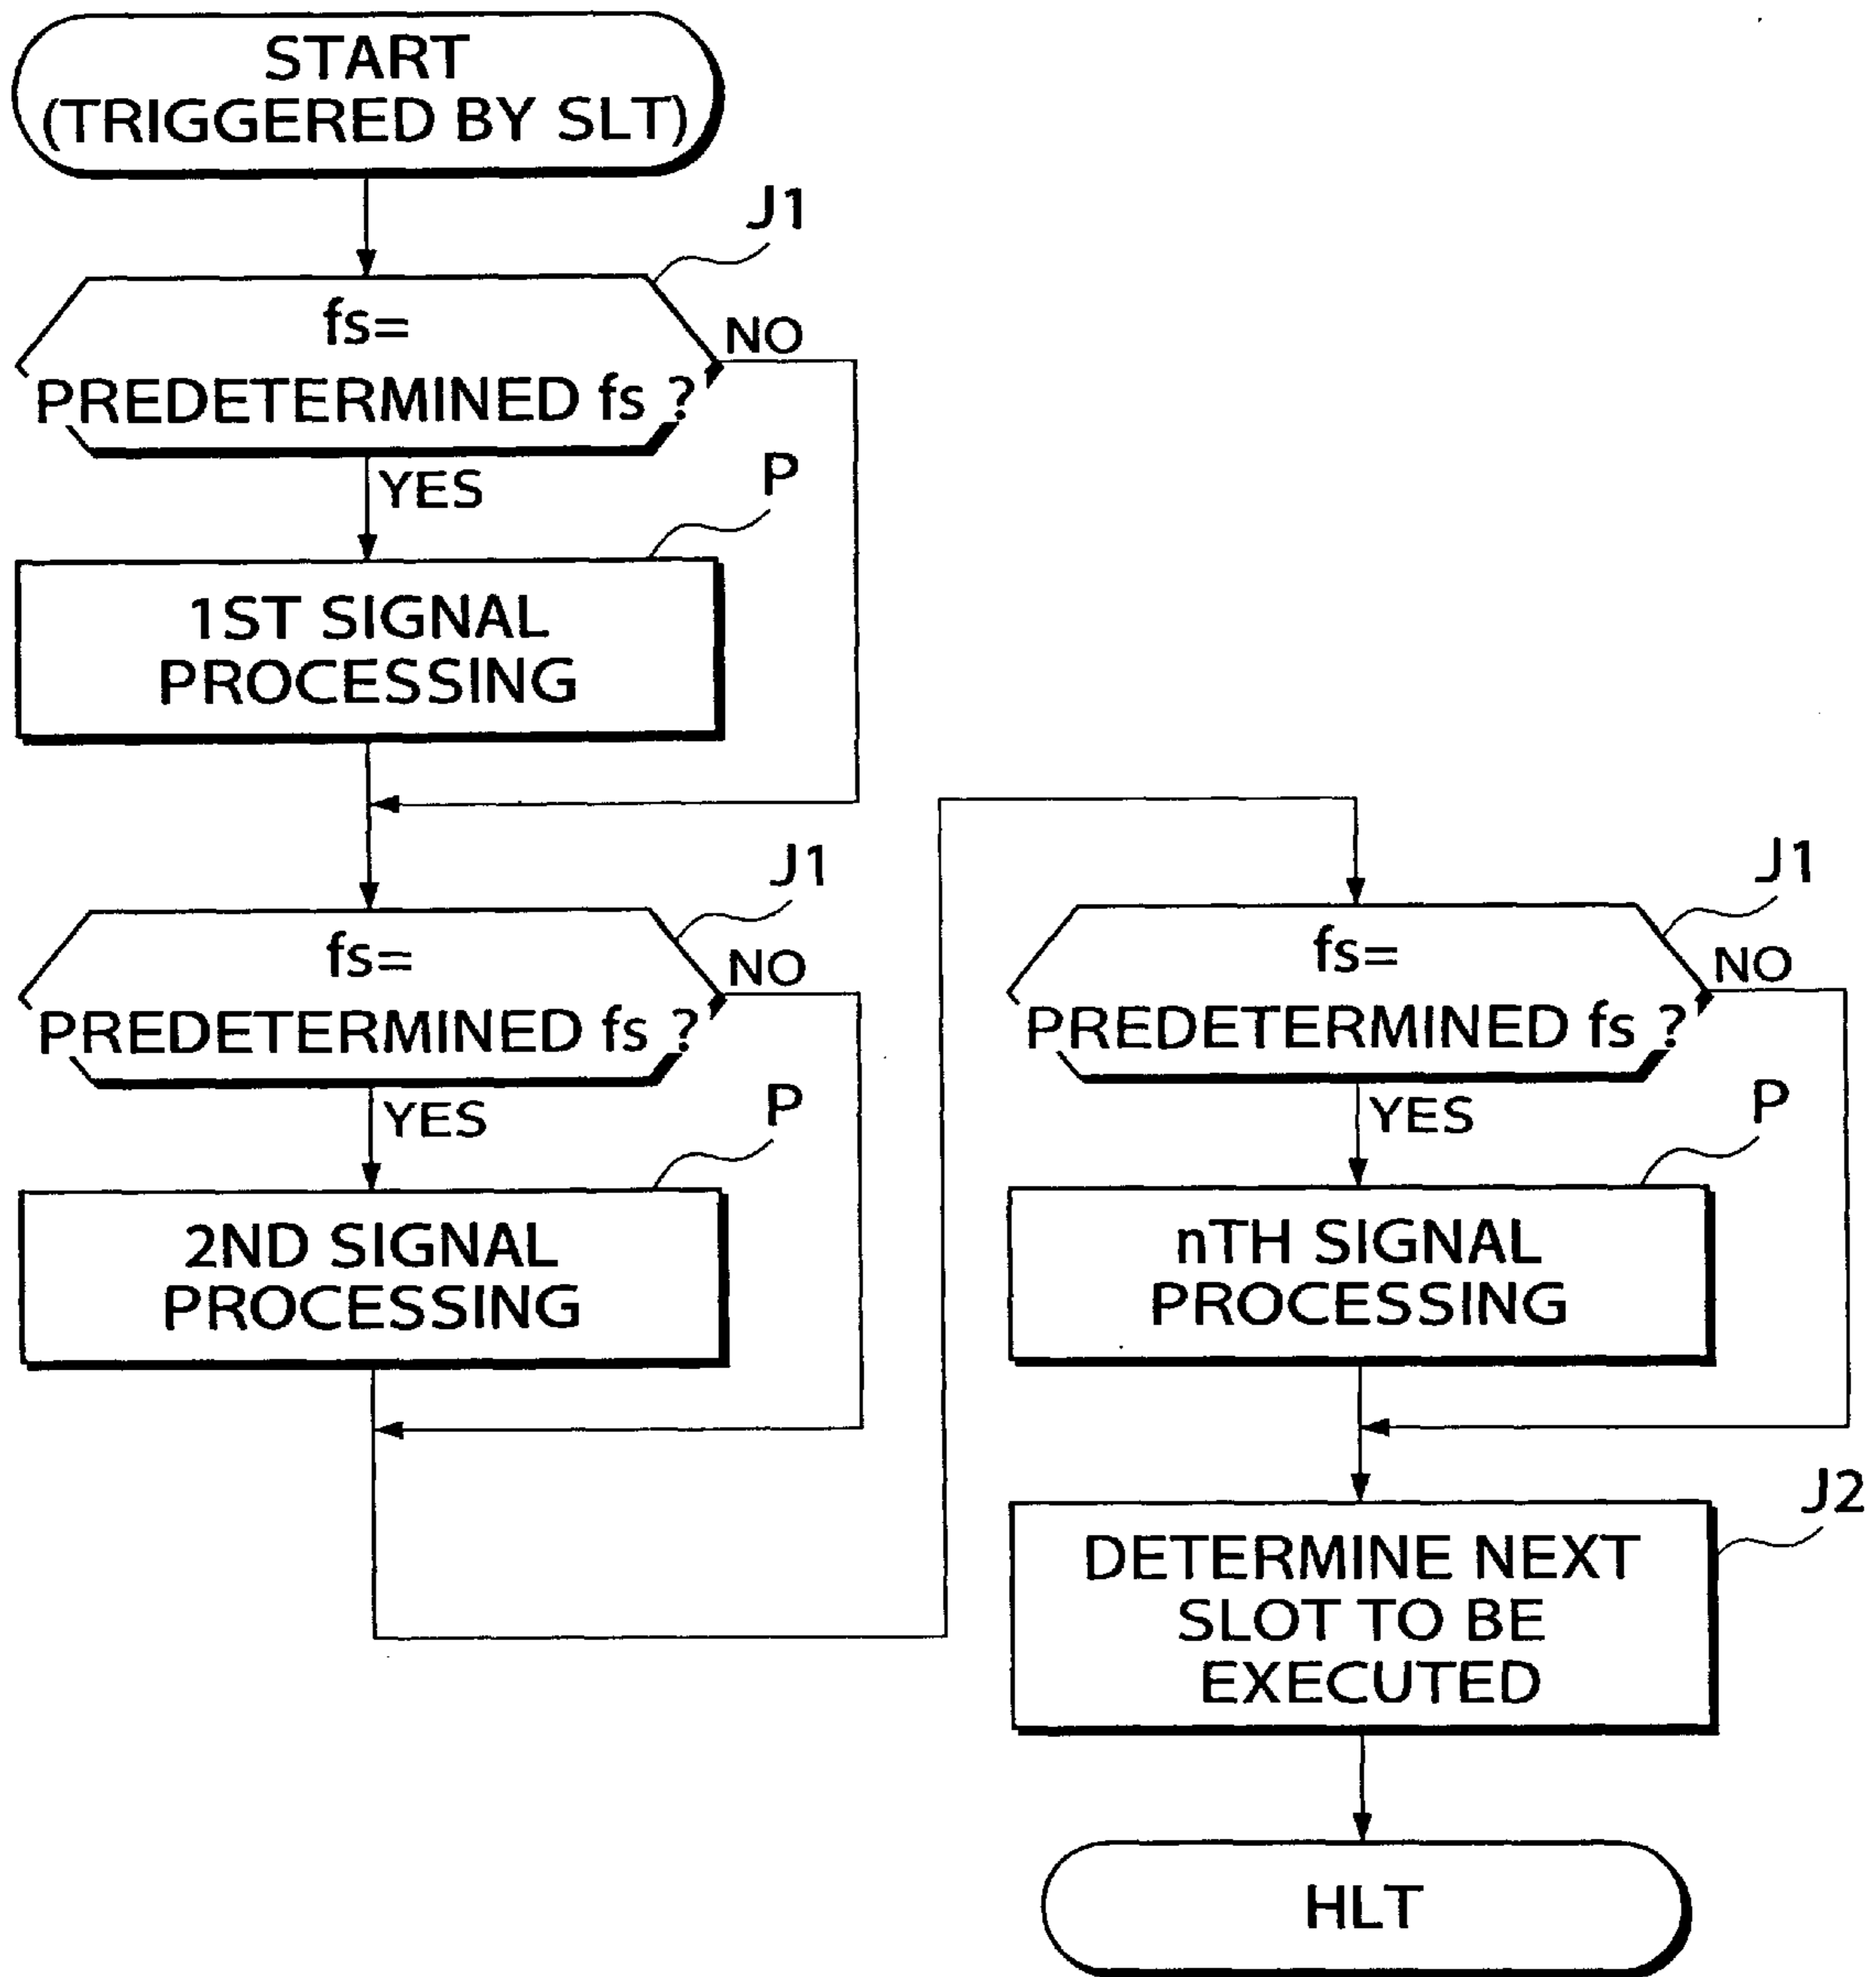 START
(TRIGGERED BY SLT)
J1
fs=
PREDETERMINED fs ?
NO
YES
P
1ST SIGNAL
PROCESSING
J1
fs=
PREDETERMINED fs ?
NO
YES
P
2ND SIGNAL
PROCESSING
J1
fs=
PREDETERMINED fs ?
NO
YES
P
nTH SIGNAL
PROCESSING
J2
DETERMINE NEXT
SLOT TO BE
EXECUTED
HLT